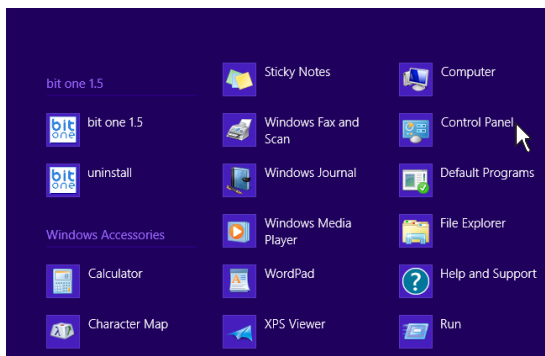 bit one 1.5
bit
one
bit one 1.5
bit
one
uninstall
Windows Accessories
Calculator
Character Map
Sticky Notes
Windows Fax and
Scan
Windows Journal
Windows Media
Player
WordPad
XPS Viewer
Computer
Control Panel
Default Programs
File Explorer
Help and Support
Run